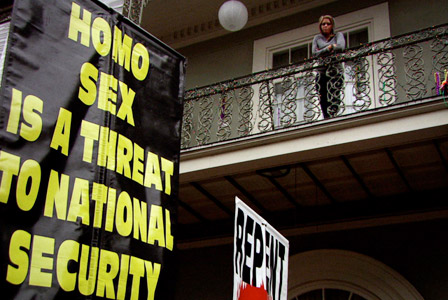 HOMO
SEX
IS A THREAT
TO NATIONAL
SECURITY
REPENT